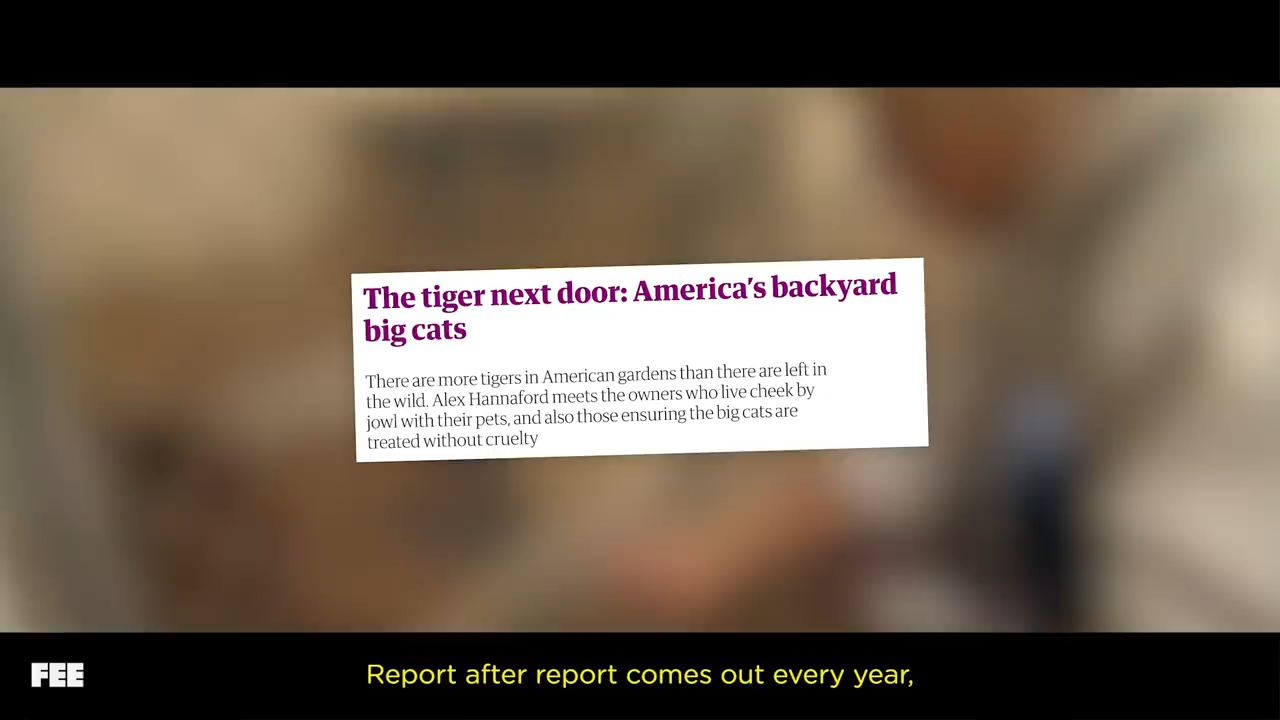 The tiger next door: America's backyard
big cats
There are more tigers in American gardens than there are left in
the wild. Alex Hannaford meets the owners who live cheek by
jowl with their pets, and also those ensuring the big cats are
treated without cruelty
FEE
Report after report comes out every year,